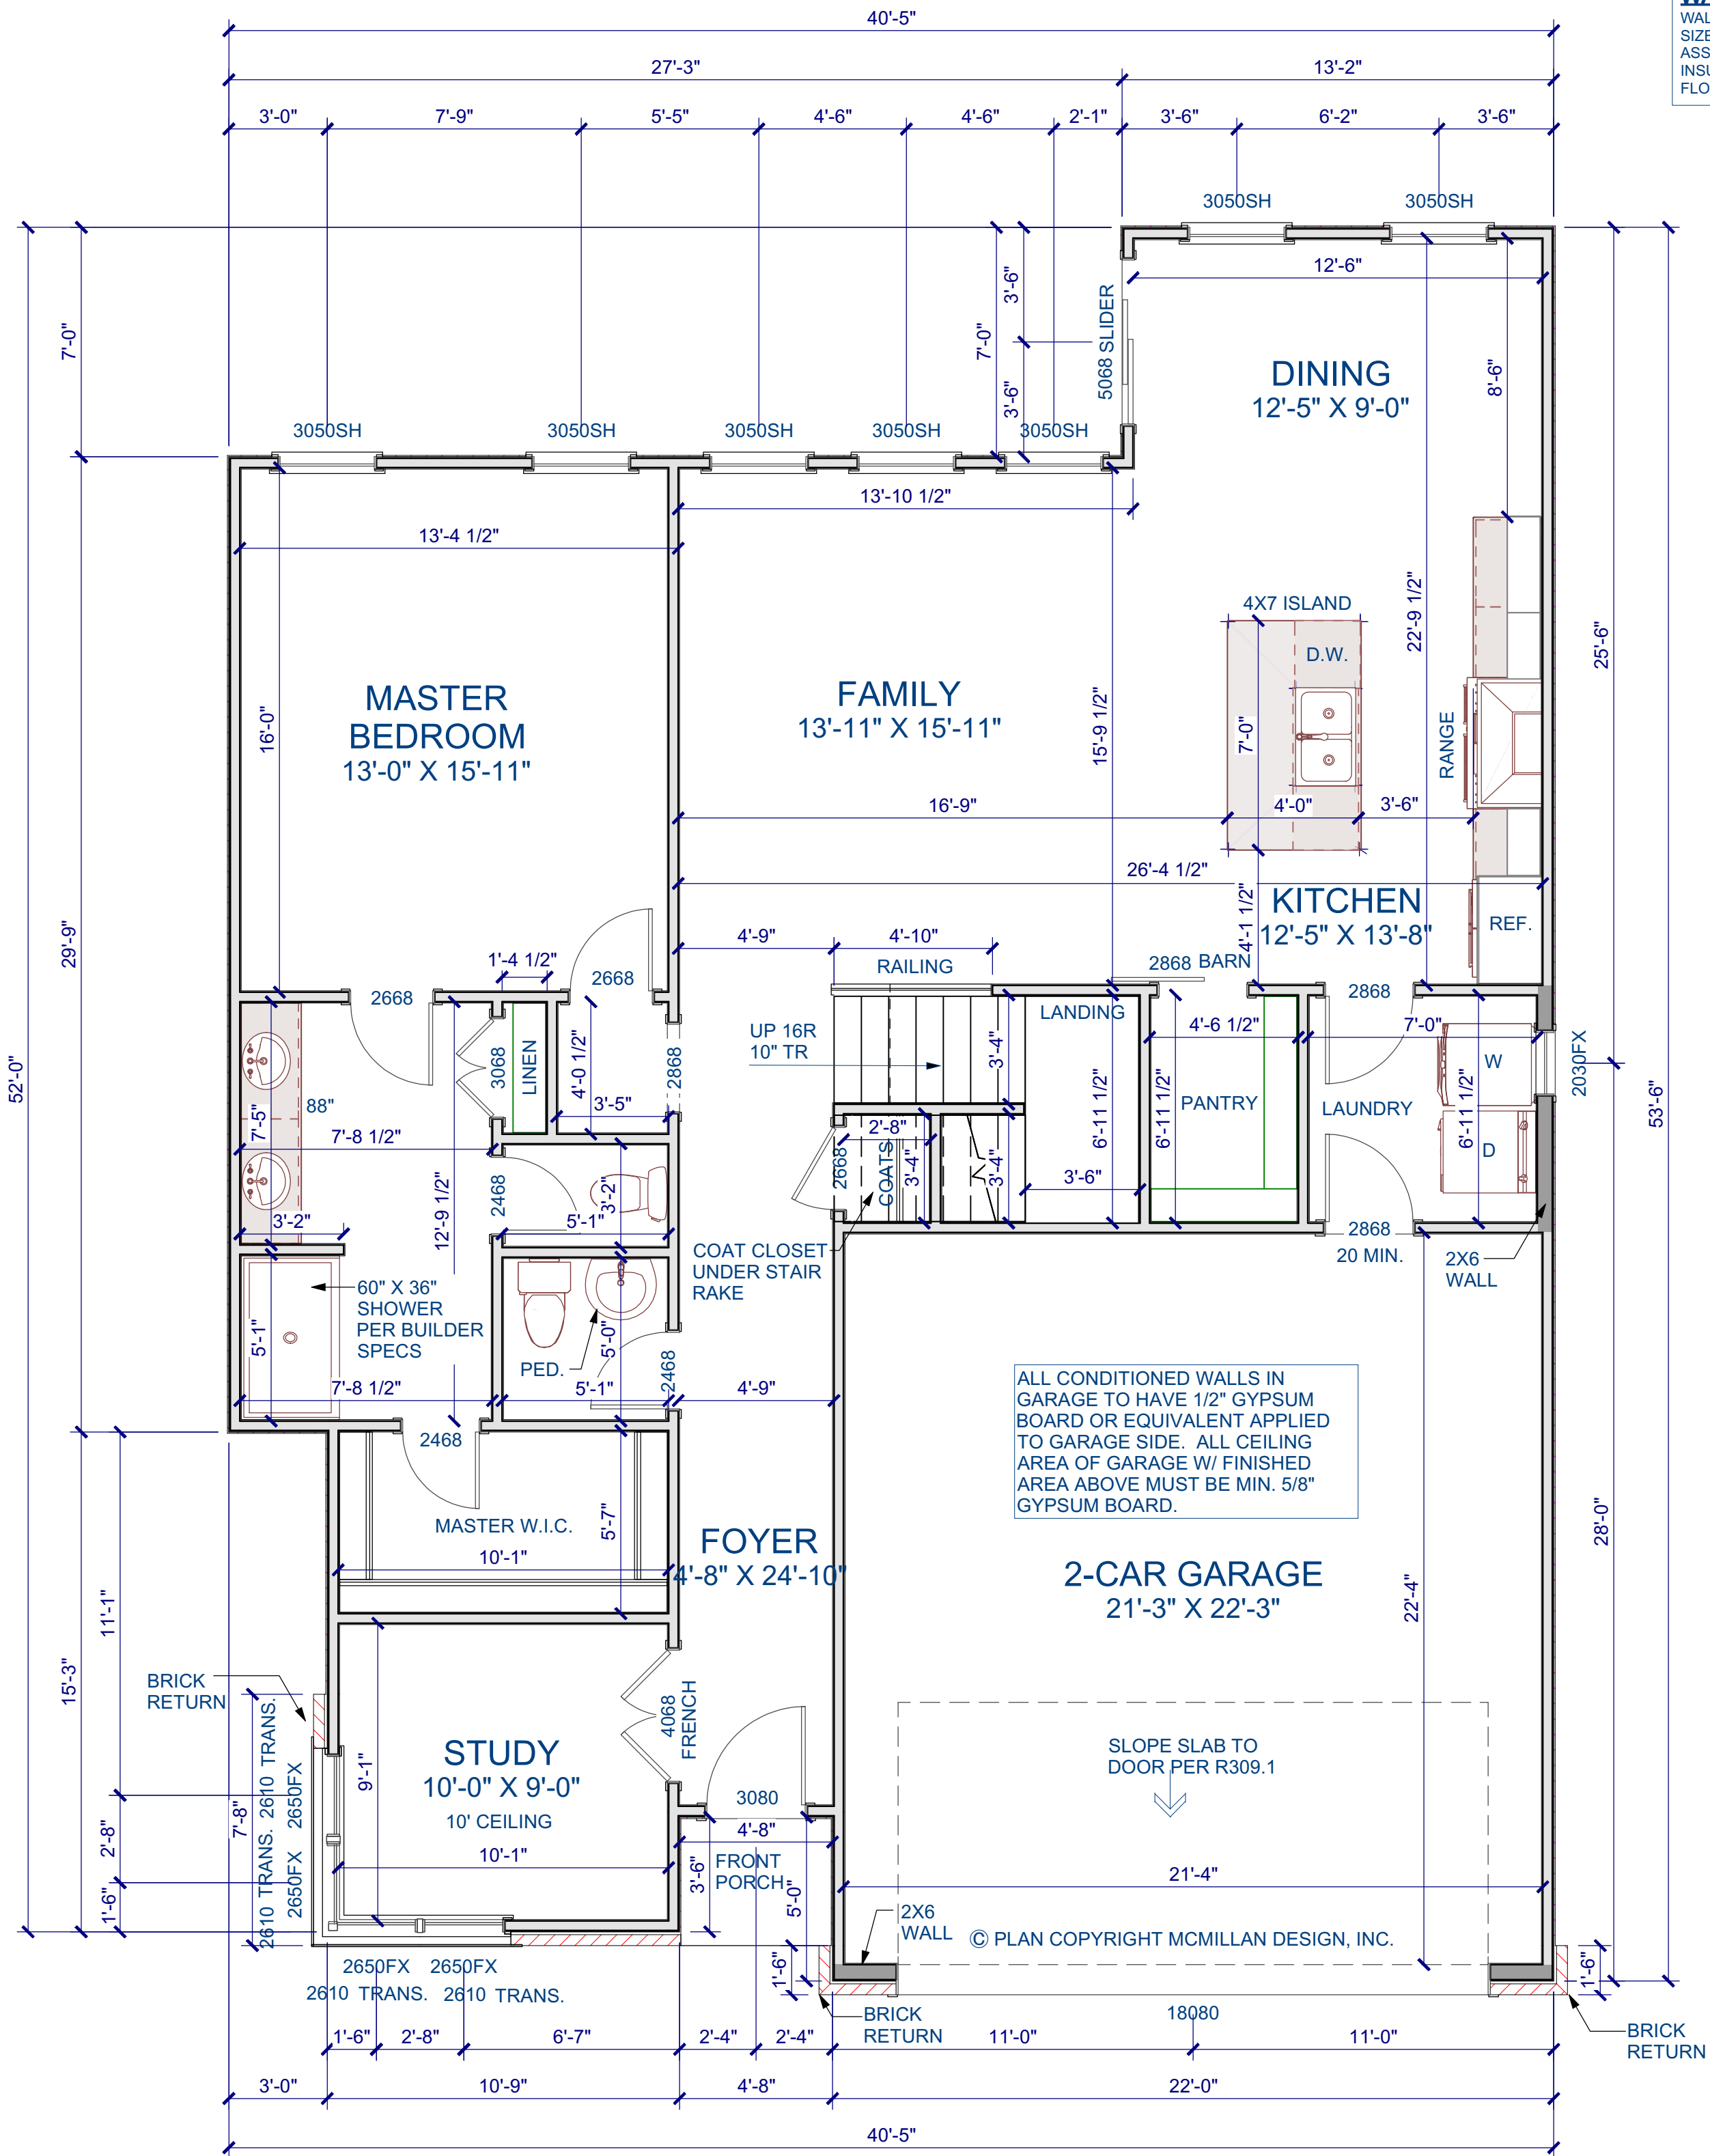 40'-5"
WAL
SIZE
ASS
INSU
FLO
27'-3" 13'-2"
3'-0" 7'-9" 5'-5" 4'-6" 4'-6" 2'-1" 3'-6" 6'-2" 3'-6"
3050SH 3050SH
12'-6"
3'-6"
7'-0" 7'-0"
5068 SLIDER
3'-6"
8'-6"
DINING
12'-5" X 9'-0"
3050SH 3050SH 3050SH 3050SH 3050SH
13'-10 1/2"
13'-4 1/2"
4X7 ISLAND
D.W.
22'-9 1/2"
25'-6"
MASTER
BEDROOM
13'-0" X 15'-11"
16'-0"
FAMILY
13'-11" X 15'-11"
15'-9 1/2"
7'-0"
RANGE
16'-9" 4'-0" 3'-6"
26'-4 1/2"
KITCHEN
12'-5" X 13'-8"
4'-1 1/2"
REF.
29'-9"
52'-0"
4'-9" 4'-10"
RAILING
2868 BARN
1'-4 1/2"
2668
2668
2868
LANDING
UP 16R
10" TR
3'-4"
4'-6 1/2"
7'-0"
W
2030FX
3068
LINEN
4'-0 1/2"
2868
3'-5"
88"
7'-5"
7'-8 1/2"
6'-11 1/2"
6'-11 1/2"
PANTRY
LAUNDRY
6'-11 1/2"
D
53'-6"
2'-8"
2668
COATS
3'-4"
3'-4"
3'-6"
2468
3'-2"
5'-1"
3'-2"
12'-9 1/2"
COAT CLOSET
UNDER STAIR
RAKE
2868
20 MIN.
2X6
WALL
60" X 36"
SHOWER
PER BUILDER
SPECS
5'-1"
PED.
5'-0"
2468
7'-8 1/2" 5'-1" 4'-9"
ALL CONDITIONED WALLS IN
GARAGE TO HAVE 1/2" GYPSUM
BOARD OR EQUIVALENT APPLIED
TO GARAGE SIDE. ALL CEILING
AREA OF GARAGE W/ FINISHED
AREA ABOVE MUST BE MIN. 5/8"
GYPSUM BOARD.
2468
MASTER W.I.C.
5'-7"
10'-1"
FOYER
4'-8" X 24'-10"
2-CAR GARAGE
21'-3" X 22'-3"
22'-4"
28'-0"
11'-1"
15'-3"
BRICK
RETURN
2610 TRANS. 2610 TRANS.
2650FX 2650FX
7'-8"
9'-1"
4068
FRENCH
STUDY
10'-0" X 9'-0"
10' CEILING
10'-1"
SLOPE SLAB TO
DOOR PER R309.1
3080
4'-8"
FRONT
PORCH
3'-6"
5'-0"
2'-8"
1'-6"
21'-4"
2X6
WALL
© PLAN COPYRIGHT MCMILLAN DESIGN, INC.
2650FX 2650FX
2610 TRANS. 2610 TRANS.
1'-6" 1'-6"
BRICK
RETURN
18080
BRICK
RETURN
1'-6" 2'-8" 6'-7" 2'-4" 2'-4" 11'-0" 11'-0"
3'-0" 10'-9" 4'-8" 22'-0"
40'-5"